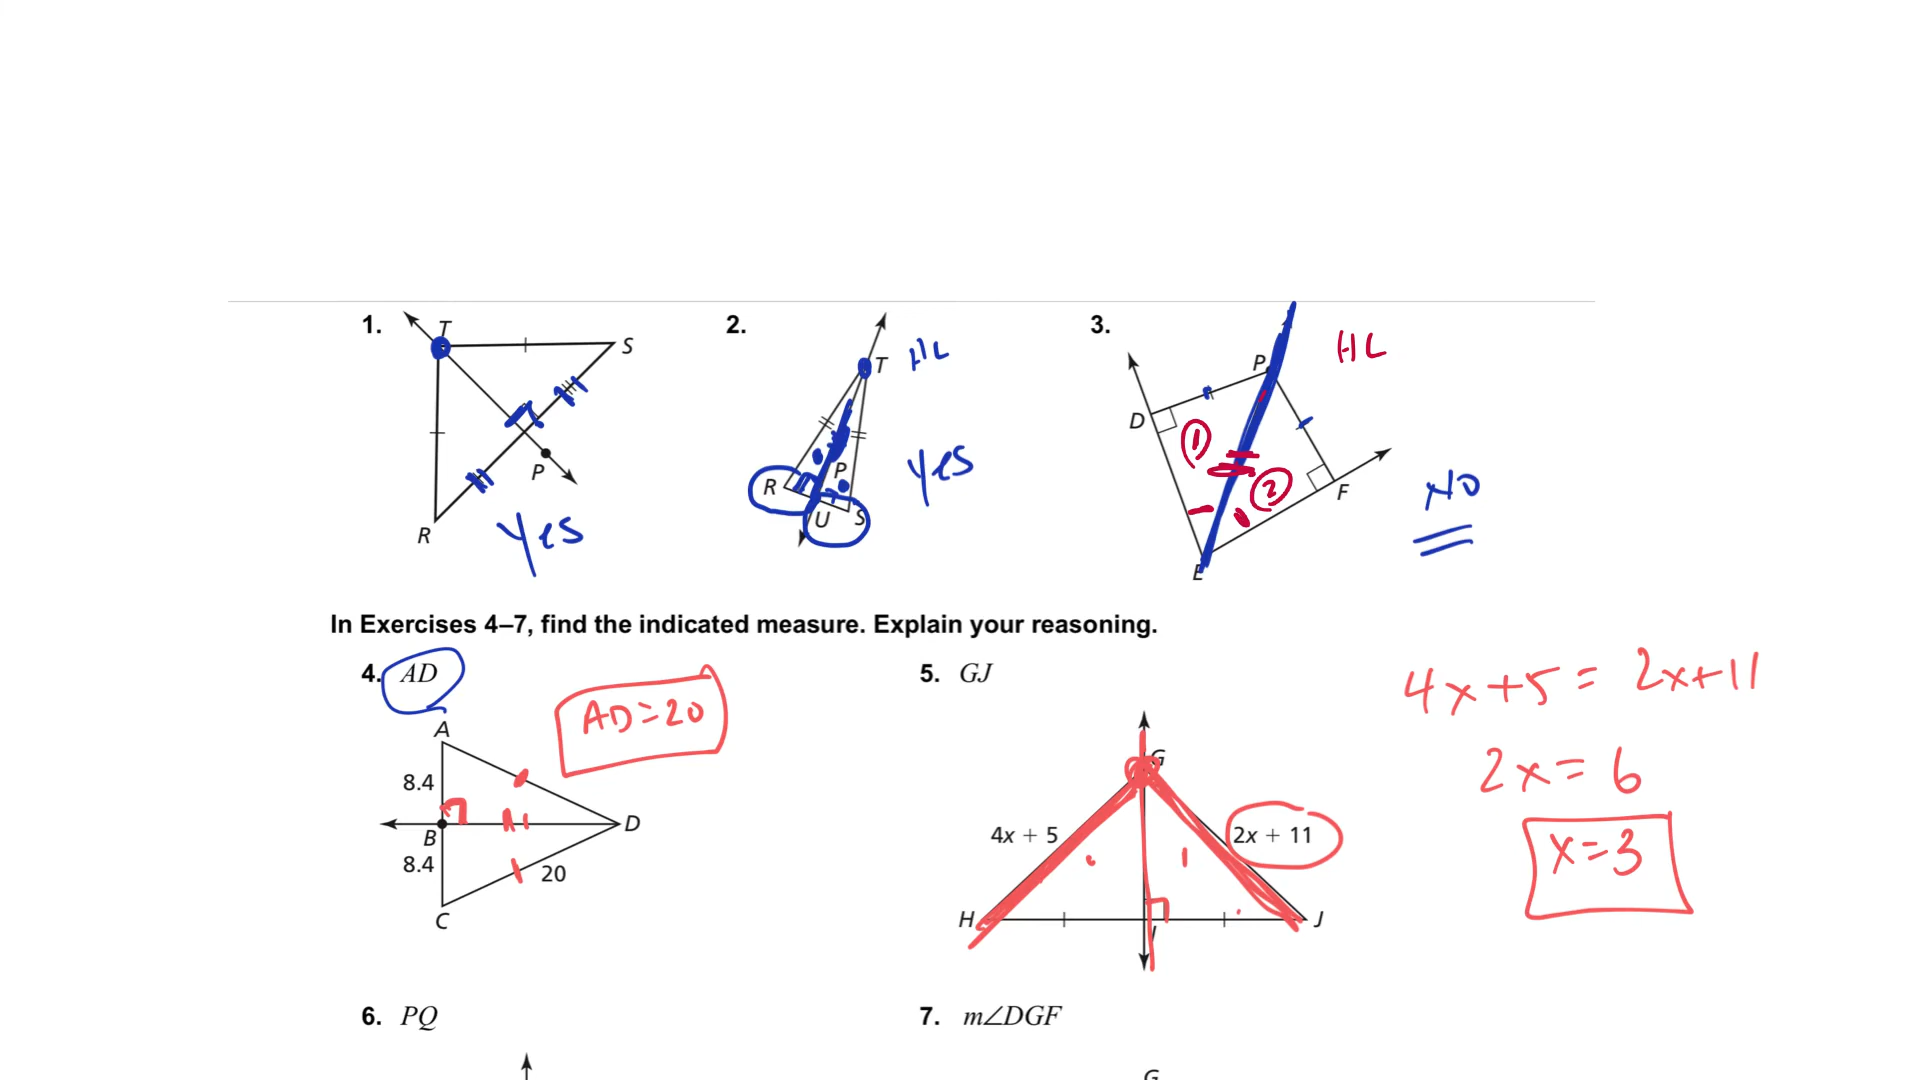 1.
T
S
P
R
Yes
2.
T
HL
R
P
U
S
Yes
3.
P
HL
D
1
2
F
E
NO
In Exercises 4–7, find the indicated measure. Explain your reasoning.
4. AD
AD=20
A
8.4
B
D
8.4
20
C
5. GJ
G
4x + 5
2x + 11
H
J
4x+5= 2x+11
2x= 6
x=3
6. PQ
7. m∠DGF
G